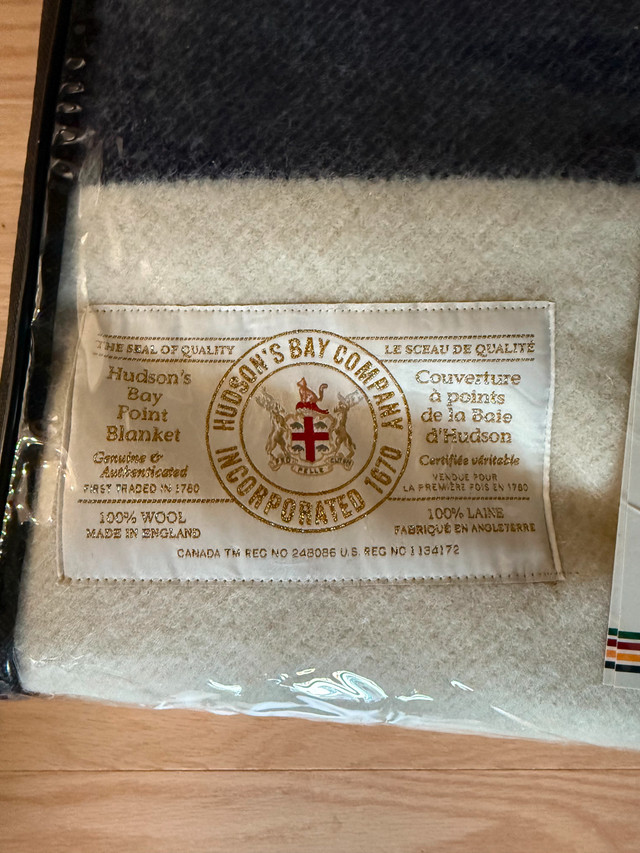 THE SEAL OF QUALITY
Hudson's
Bay
Point
Blanket
Genuine &
Authenticated
FIRST TRADED IN 1780
100% WOOL
MADE IN ENGLAND
HUDSON'S BAY COMPANY
INCORPORATED 1670
LE SCEAU DE QUALITÉ
Couverture
à points
de la Baie
d'Hudson
Certifiée véritable
VENDUE POUR
LA PREMIÈRE FOIS EN 1780
100% LAINE
FABRIQUÉ EN ANGLETERRE
CANADA TM REG NO 248086 U.S. REG NO 1134172